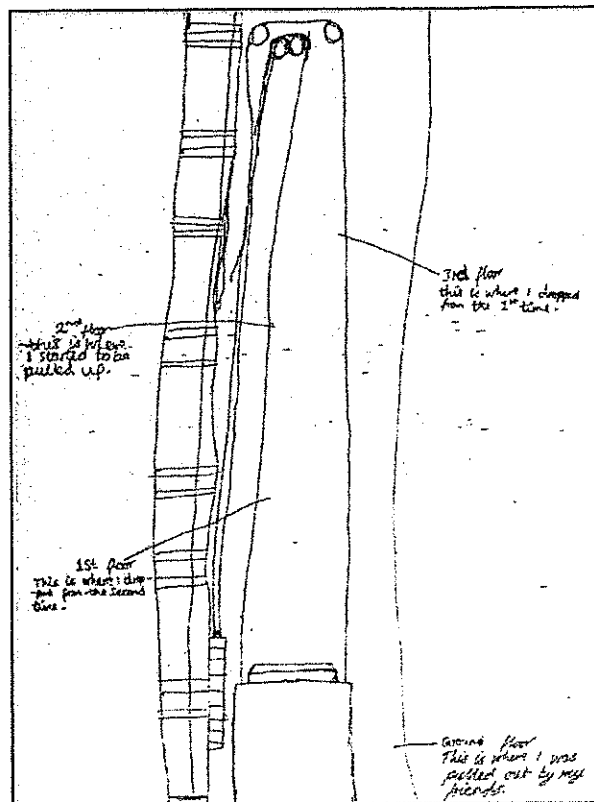 3rd floor
this is where I dropped
from the 1st time.
2nd floor
this is where
I started to be
pulled up.
1st floor
This is where I drop
-ped from the second
time.
Ground floor
This is where I was
pulled out by my
friends.